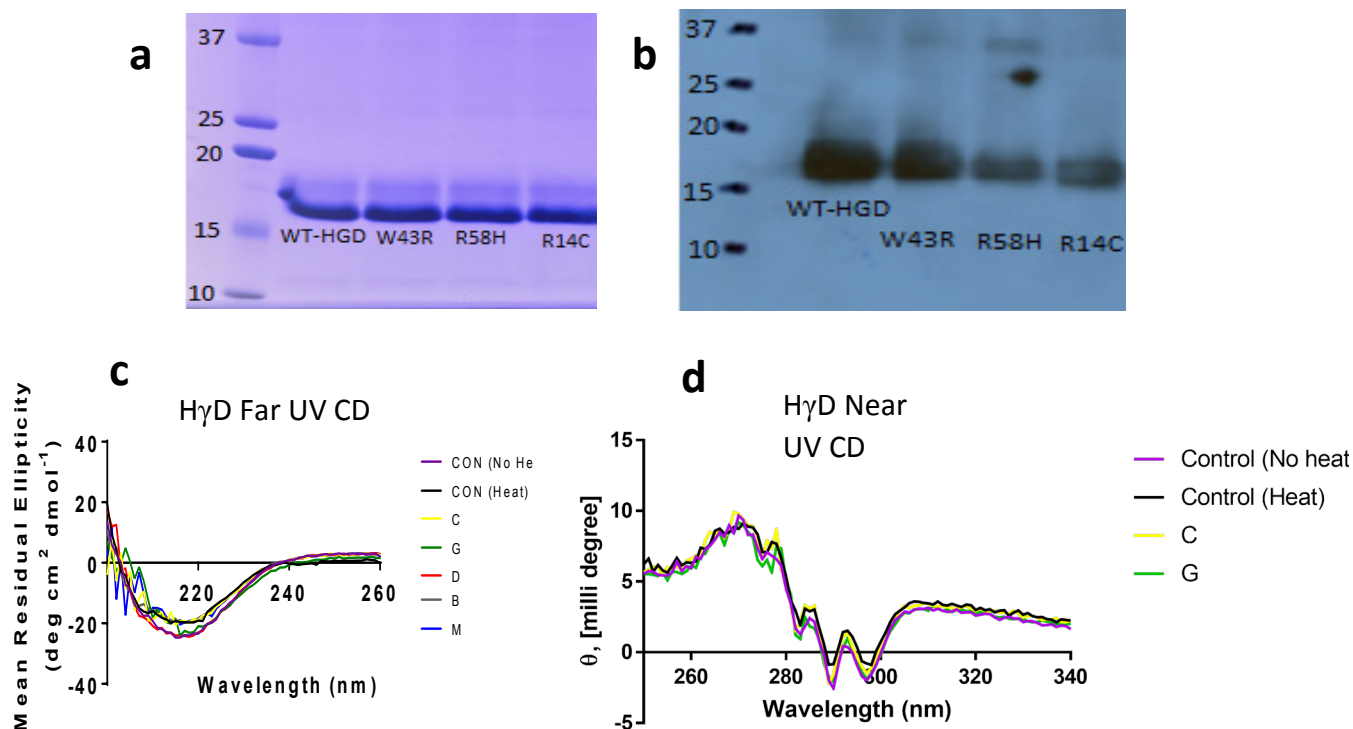 a
37
25
20
15
10
WT-HGD W43R R58H R14C
b
37
25
20
15
10
WT-HGD
W43R R58H R14C
c
HγD Far UV CD
Mean Residual Ellipticity
(deg cm² dmol⁻¹)
40
20
0
-20
-40
220 240 260
Wavelength (nm)
CON (No He
CON (Heat)
C
G
D
B
M
d
HγD Near
UV CD
θ, [milli degree]
15
10
5
0
-5
260 280 300 320 340
Wavelength (nm)
Control (No heat
Control (Heat)
C
G